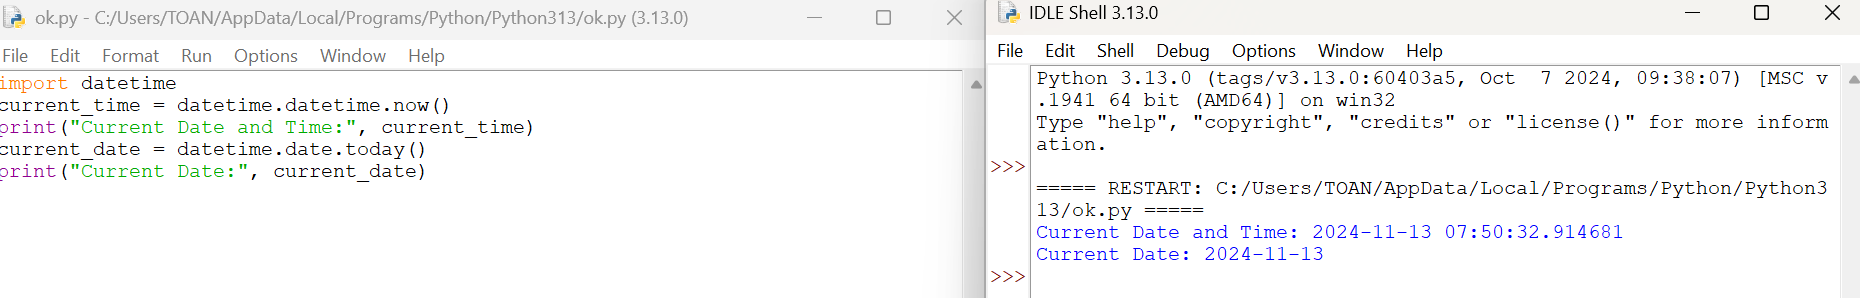 ok.py - C:/Users/TOAN/AppData/Local/Programs/Python/Python313/ok.py (3.13.0)
File Edit Format Run Options Window Help
import datetime
current_time = datetime.datetime.now()
print("Current Date and Time:", current_time)
current_date = datetime.date.today()
print("Current Date:", current_date)
IDLE Shell 3.13.0
File Edit Shell Debug Options Window Help
Python 3.13.0 (tags/v3.13.0:60403a5, Oct  7 2024, 09:38:07) [MSC v
.1941 64 bit (AMD64)] on win32
Type "help", "copyright", "credits" or "license()" for more inform
ation.
>>>
===== RESTART: C:/Users/TOAN/AppData/Local/Programs/Python/Python3
13/ok.py =====
Current Date and Time: 2024-11-13 07:50:32.914681
Current Date: 2024-11-13
>>>